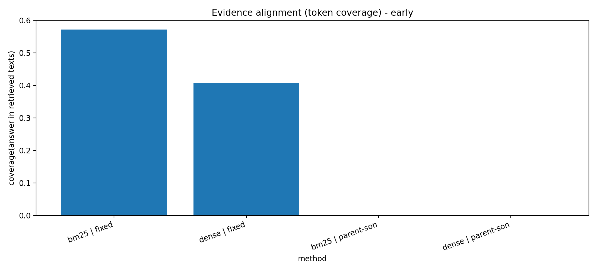 Evidence alignment (token coverage) - early
coverage(answer in retrieved texts)
0.6
0.5
0.4
0.3
0.2
0.1
0.0
bm25 | fixed
dense | fixed
bm25 | parent-son
dense | parent-son
method